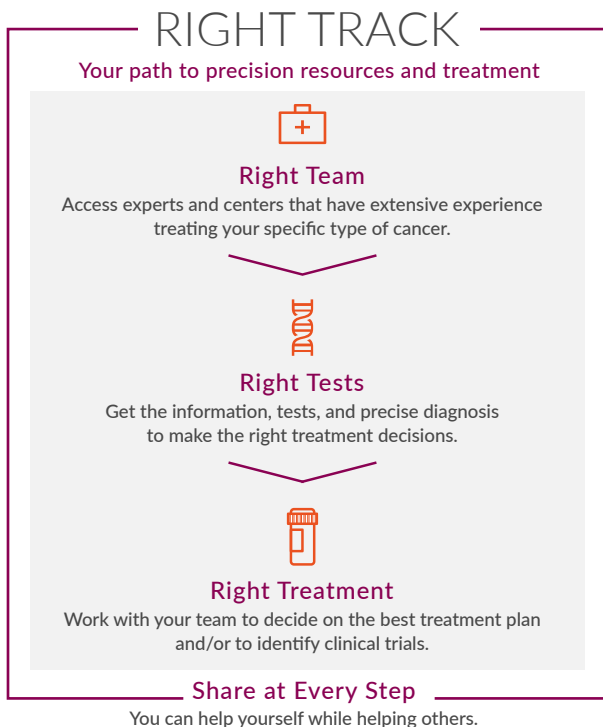 RIGHT TRACK
Your path to precision resources and treatment
Right Team
Access experts and centers that have extensive experience
treating your specific type of cancer.
Right Tests
Get the information, tests, and precise diagnosis
to make the right treatment decisions.
Right Treatment
Work with your team to decide on the best treatment plan
and/or to identify clinical trials.
Share at Every Step
You can help yourself while helping others.